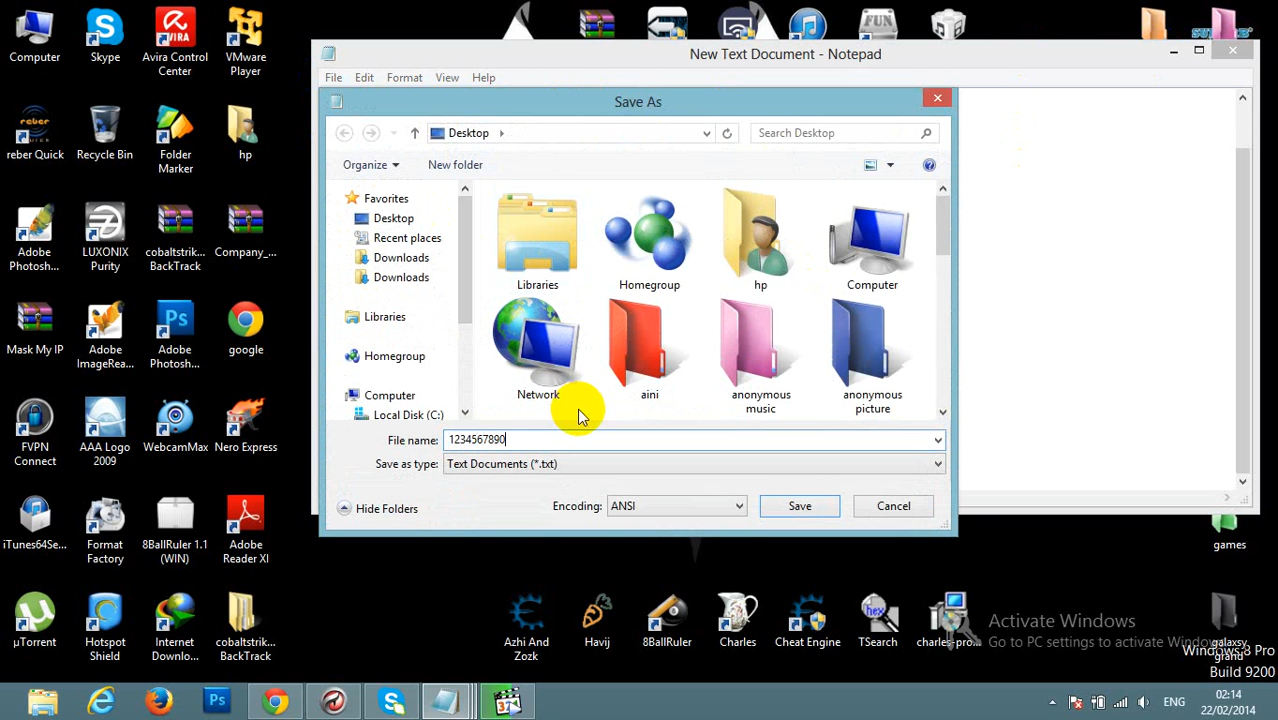 Computer
Skype
Avira Control
Center
VMware
Player
reber Quick
Recycle Bin
Folder
Marker
hp
Adobe
Photosh...
LUXONIX
Purity
cobaltstrik...
BackTrack
Company_...
Mask My IP
Adobe
ImageRea...
Adobe
Photosh...
google
FVPN
Connect
AAA Logo
2009
WebcamMax
Nero Express
iTunes64Se...
Format
Factory
8BallRuler 1.1
(WIN)
Adobe
Reader XI
µTorrent
Hotspot
Shield
Internet
Downlo...
cobaltstrik...
BackTrack
AVIRA
FUN
New Text Document - Notepad
File Edit Format View Help
Save As
Desktop
Search Desktop
Organize
New folder
Favorites
Desktop
Recent places
Downloads
Downloads
Libraries
Homegroup
Computer
Local Disk (C:)
Libraries
Homegroup
hp
Computer
Network
aini
anonymous
music
anonymous
picture
File name: 1234567890
Save as type: Text Documents (*.txt)
Hide Folders
Encoding: ANSI
Save
Cancel
games
Azhi And
Zozk
Havij
8BallRuler
Charles
Cheat Engine
TSearch
charles-pro...
galaxsy
grand
Activate Windows
Go to PC settings to activate Windows
Windows 8 Pro
Build 9200
ENG
02:14
22/02/2014